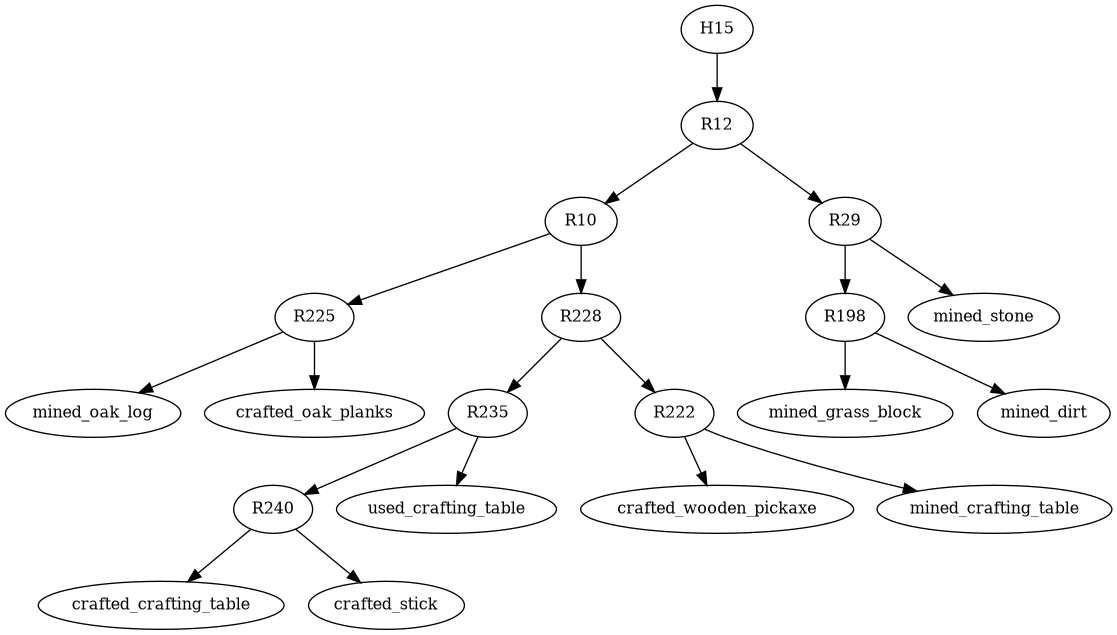 H15
R12
R10
R29
R225
R228
R198
mined_stone
mined_oak_log
crafted_oak_planks
R235
R222
mined_grass_block
mined_dirt
R240
used_crafting_table
crafted_wooden_pickaxe
mined_crafting_table
crafted_crafting_table
crafted_stick